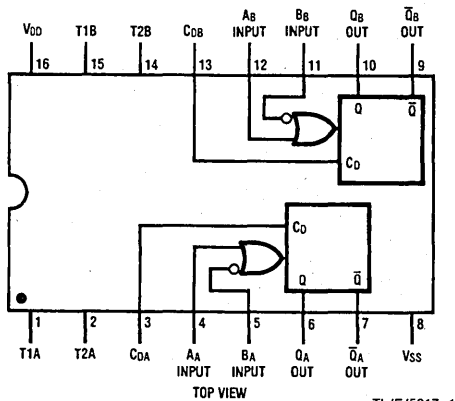 VDD T1B T2B CDB AB INPUT BB INPUT QB OUT Q̅B OUT
16 15 14 13 12 11 10 9
Q Q̅
CD
CD
Q Q̅
1 2 3 4 5 6 7 8
T1A T2A CDA AA INPUT BA INPUT QA OUT Q̅A OUT VSS
TOP VIEW